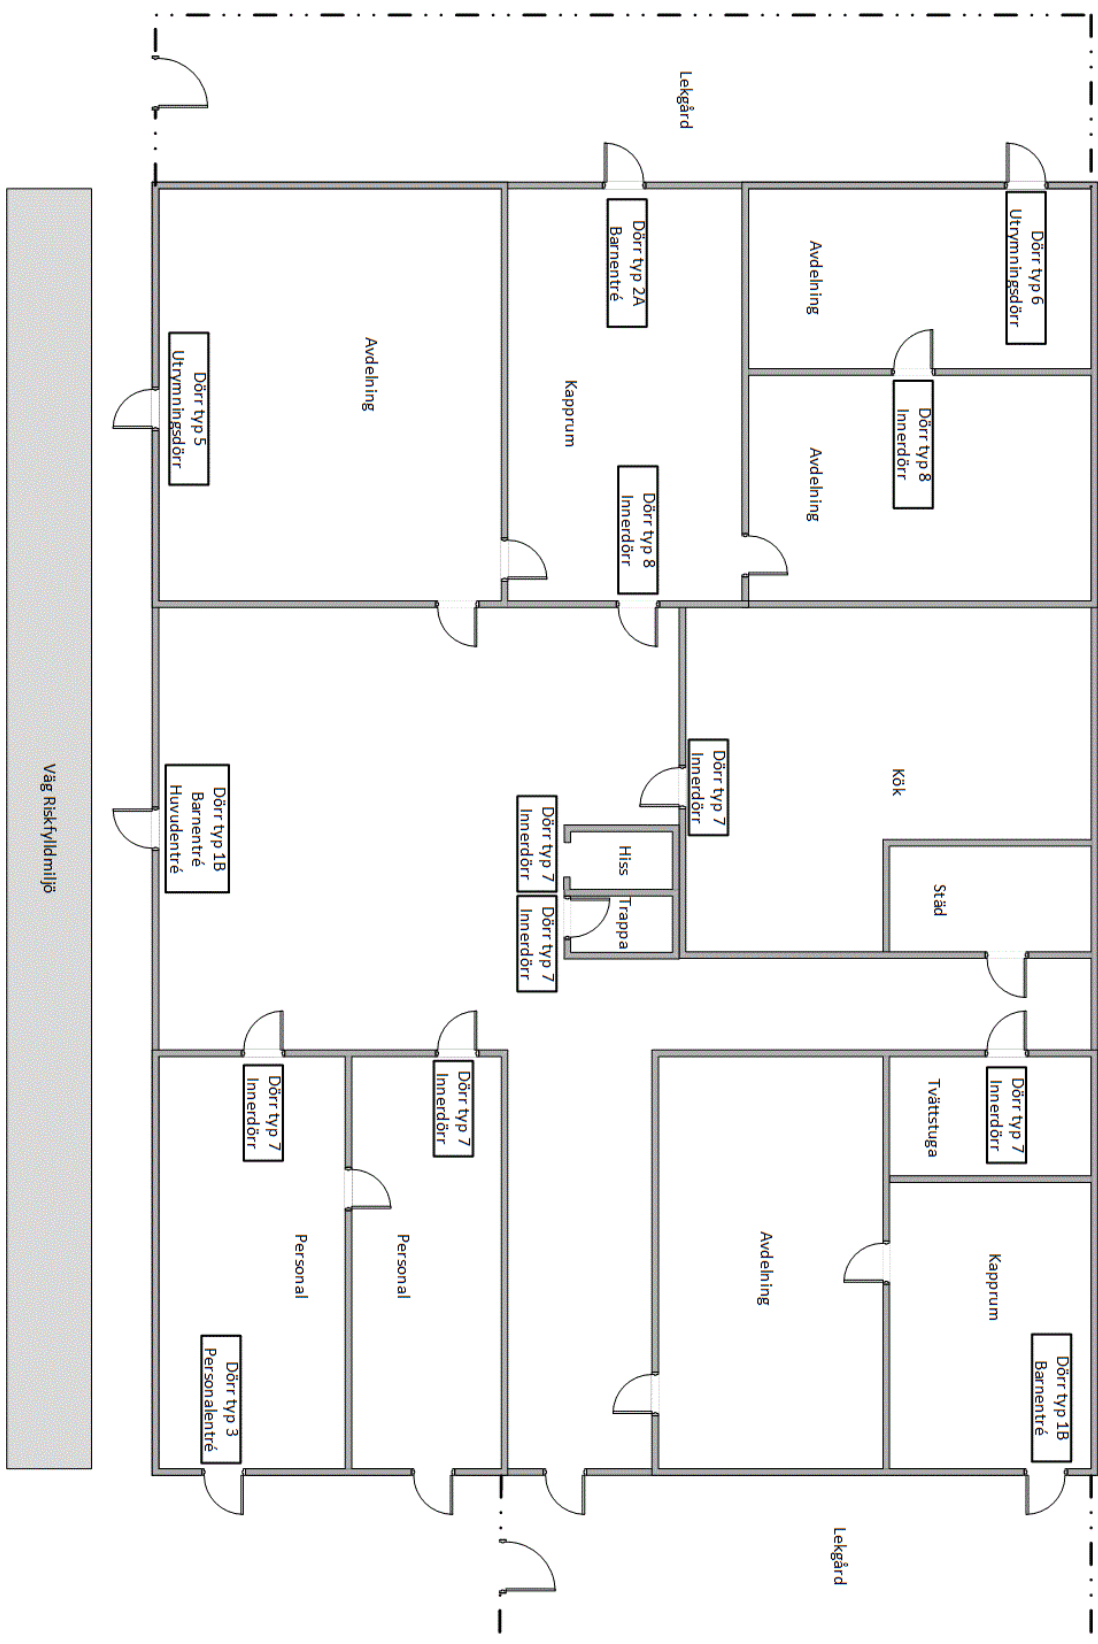 Dörr typ 6
Utrymningsdörr
Dörr typ 1B
Barnentré
Dörr typ 7
Innerdörr
Kapprum
Städ
Tvättstuga
Dörr typ 8
Innerdörr
Kök
Lekgård
Avdelning
Avdelning
Avdelning
Dörr typ 7
Innerdörr
Lekgård
Dörr typ 2A
Barnentré
Dörr typ 8
Innerdörr
Hiss
Trappa
Kapprum
Dörr typ 7
Innerdörr
Dörr typ 7
Innerdörr
Dörr typ 7
Innerdörr
Personal
Avdelning
Personal
Dörr typ 7
Innerdörr
Dörr typ 3
Personalentré
Dörr typ 5
Utrymningsdörr
Dörr typ 1B
Barnentré
Huvudentré
Väg Riskfylldmiljö